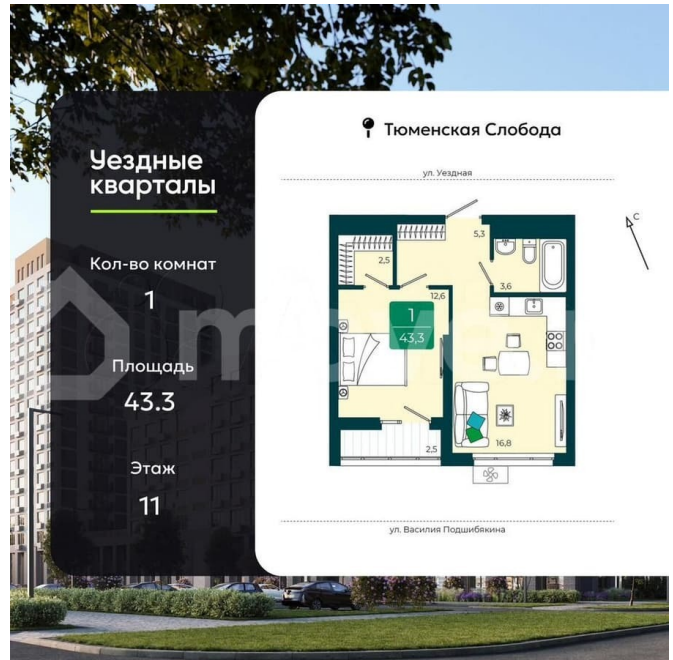 Уездные
кварталы
Кол-во комнат
1
Площадь
43.3
Этаж
11
Тюменская Слобода
ул. Уездная
С
5,3
2,5
3,6
12,6
1
43,3
16,8
2,5
ул. Василия Подшибякина